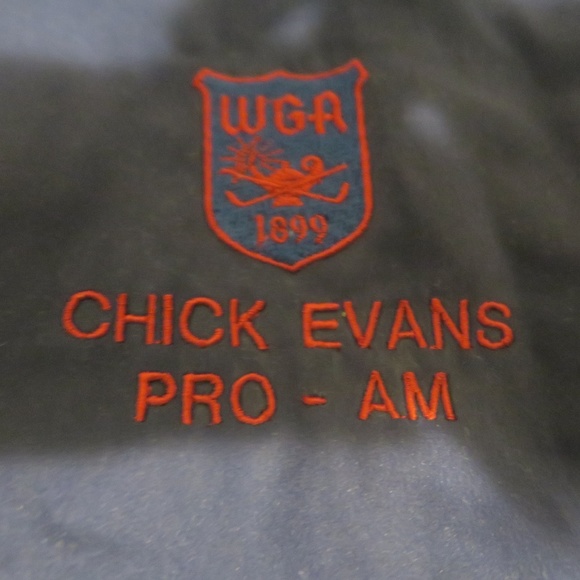 WGA
1899
CHICK EVANS
PRO - AM